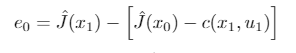 e₀ = Ĵ(x₁) − [Ĵ(x₀) − c(x₁, u₁)]